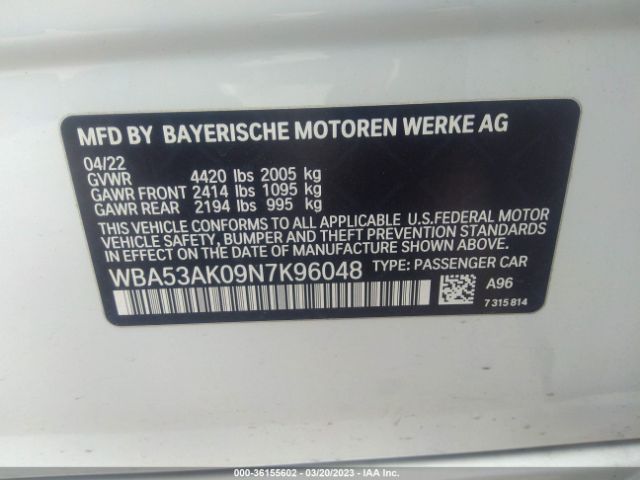 MFD BY BAYERISCHE MOTOREN WERKE AG
04/22
GVWR 4420 lbs 2005 kg
GAWR FRONT 2414 lbs 1095 kg
GAWR REAR 2194 lbs 995 kg
THIS VEHICLE CONFORMS TO ALL APPLICABLE U.S.FEDERAL MOTOR
VEHICLE SAFETY, BUMPER AND THEFT PREVENTION STANDARDS
IN EFFECT ON THE DATE OF MANUFACTURE SHOWN ABOVE.
WBA53AK09N7K96048 TYPE: PASSENGER CAR
A96
7 315 814
000-36155602 — 03/20/2023 — IAA Inc.